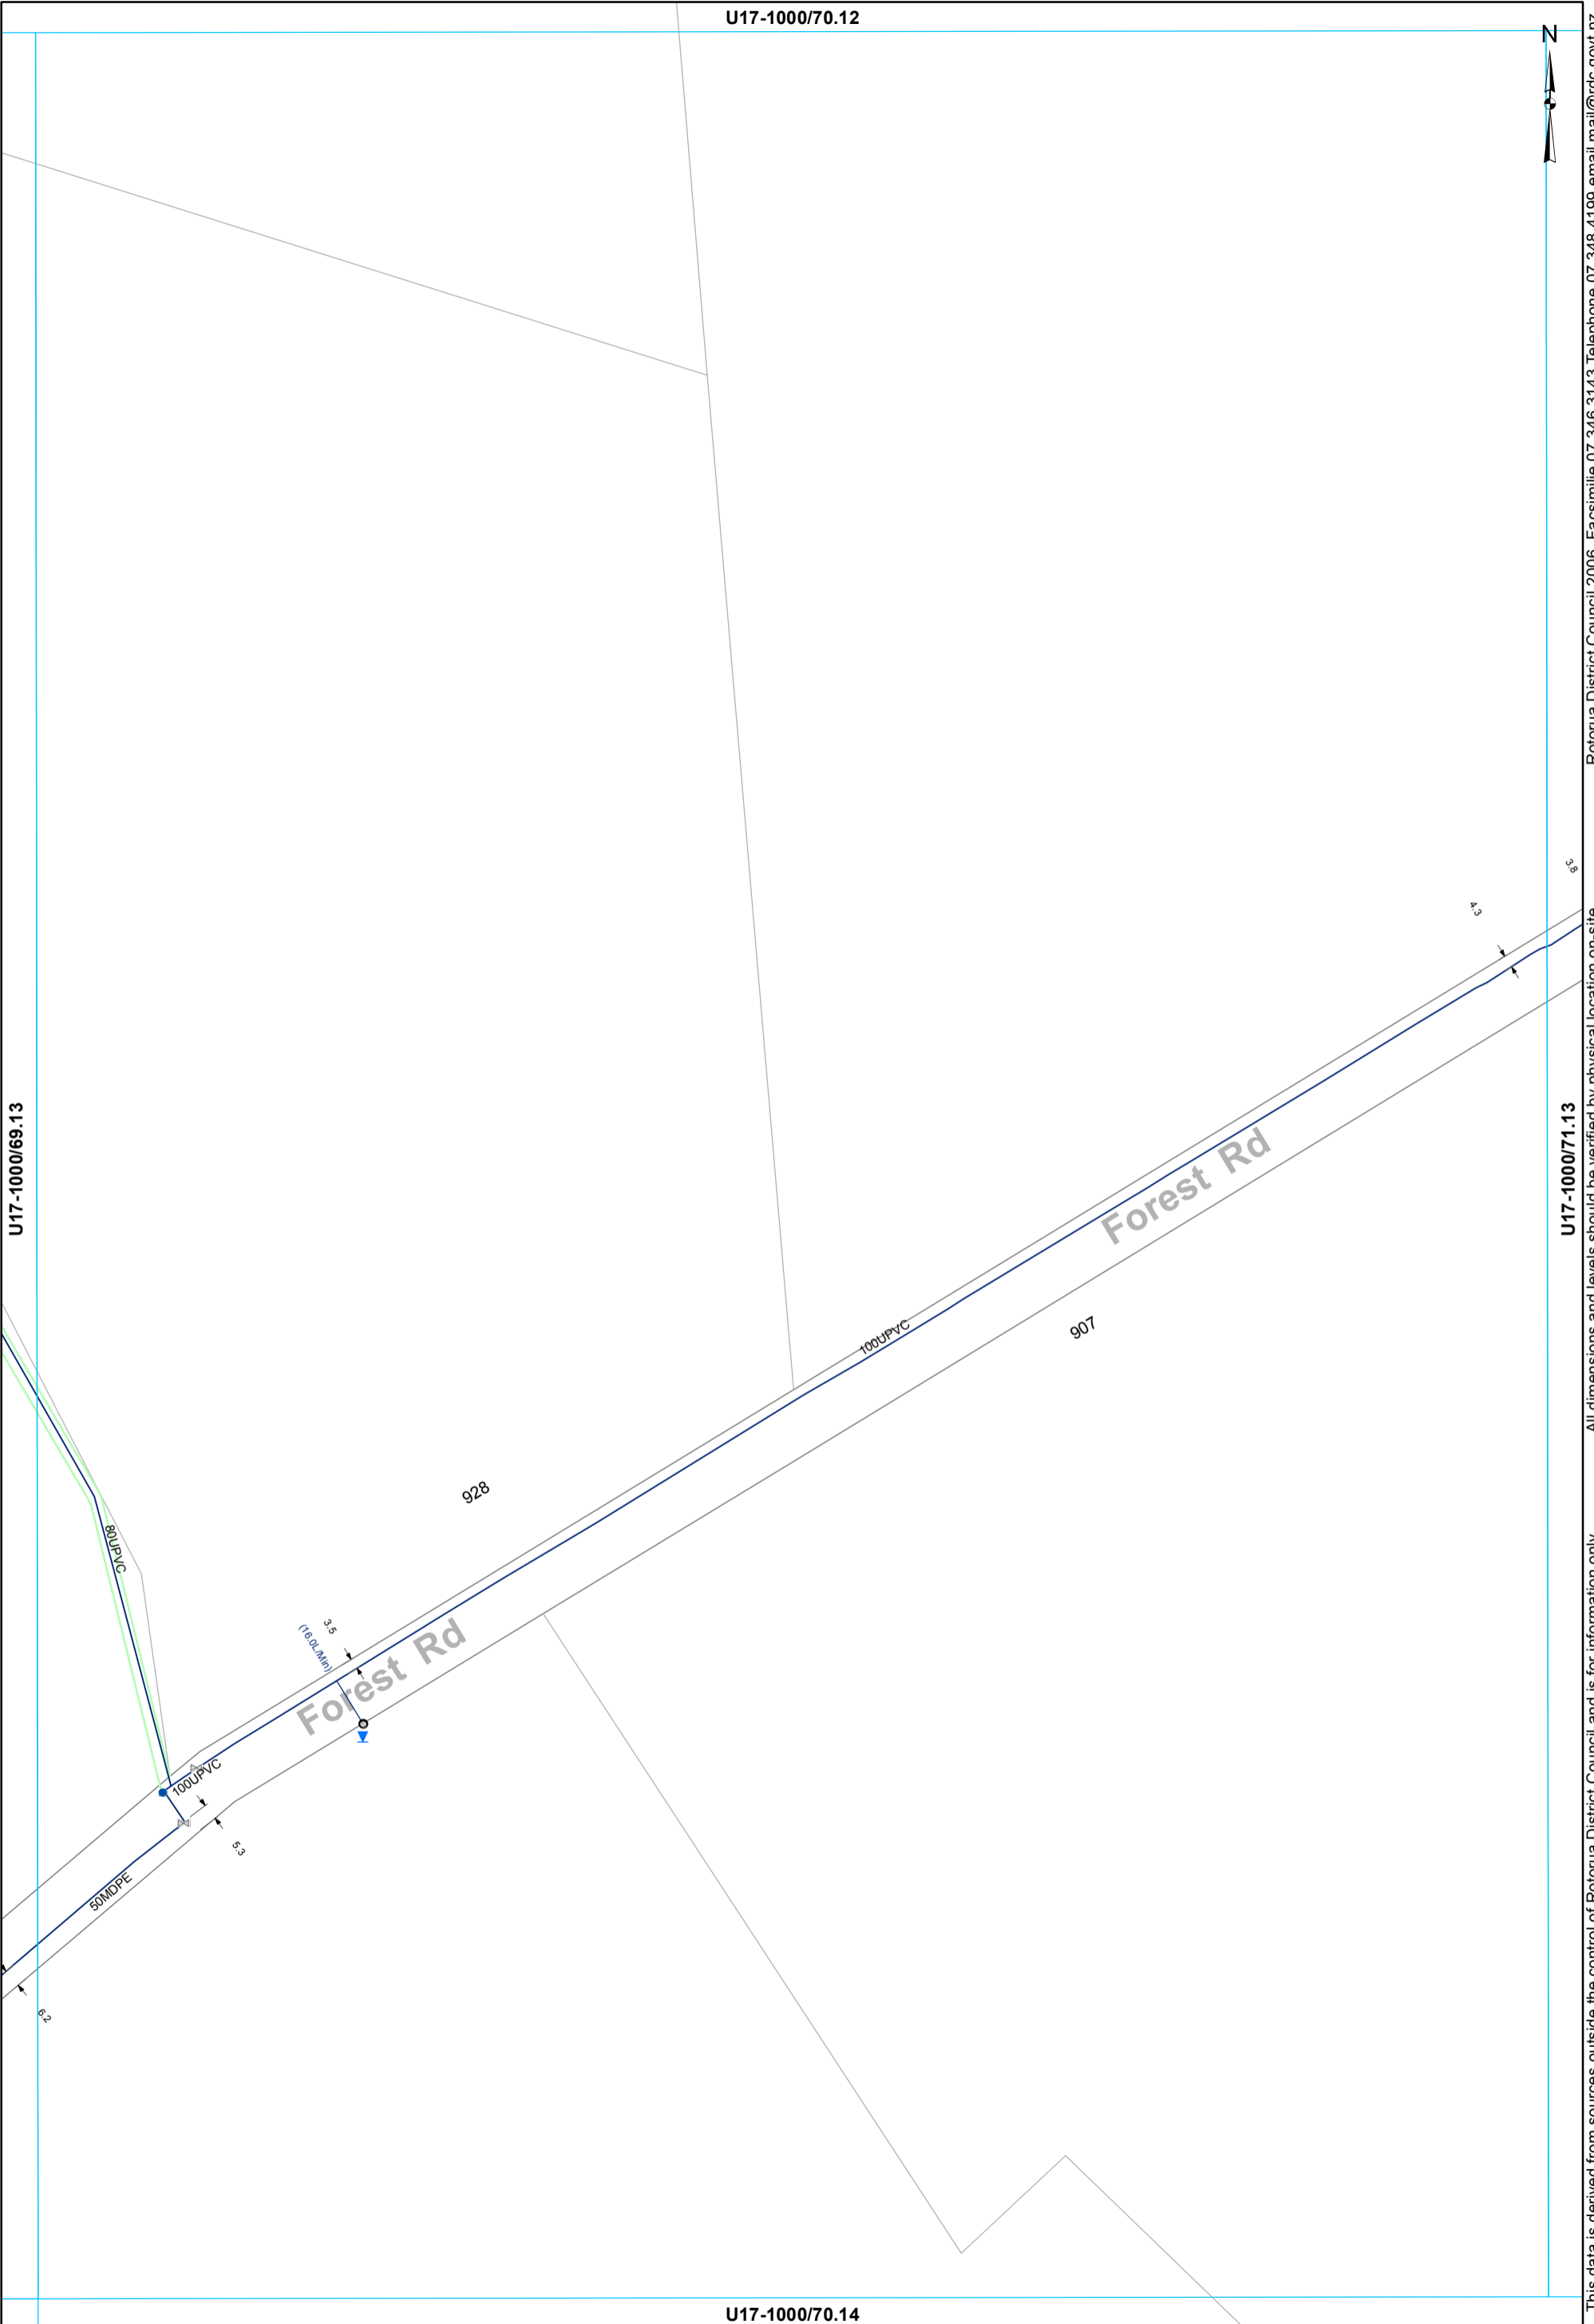 U17-1000/70.12
N
Rotorua District Council 2006. Facsimilie 07 346 3143 Telephone 07 348 4199 email mail@rdc.govt.nz
3.8
4.3
All dimensions and levels should be verified by physical location on-site
U17-1000/69.13
U17-1000/71.13
Forest Rd
907
100UPVC
928
80UPVC
3.5
(16.0L/Min)
Forest Rd
100UPVC
5.3
50MDPE
6.2
This data is derived from sources outside the control of Rotorua District Council and is for information only
U17-1000/70.14